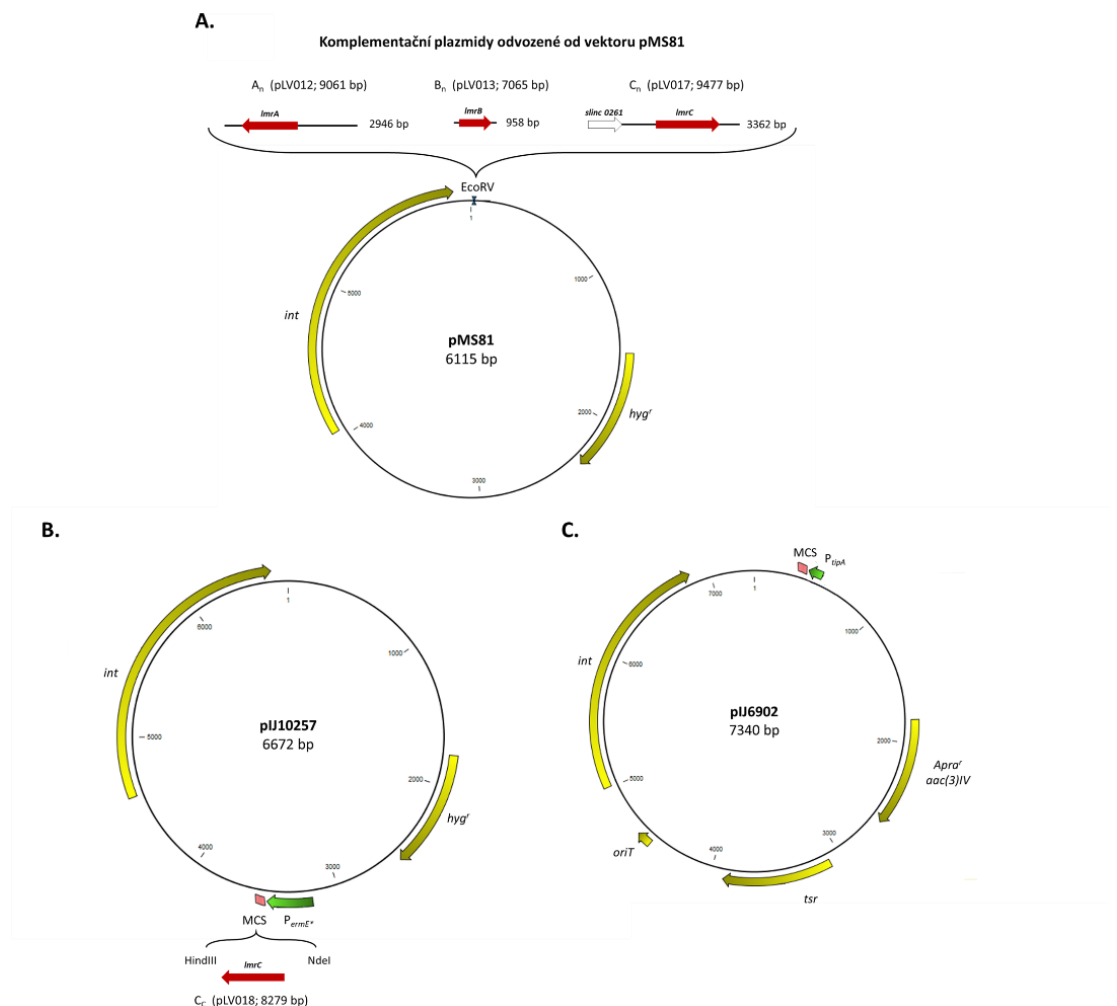 A.
Komplementační plazmidy odvozené od vektoru pMS81
An (pLV012; 9061 bp)
Bn (pLV013; 7065 bp)
Cn (pLV017; 9477 bp)
lmrA
2946 bp
lmrB
958 bp
slinc 0261
lmrC
3362 bp
EcoRV
1
1000
2000
3000
4000
5000
int
hygr
pMS81
6115 bp
B.
1
1000
2000
3000
4000
5000
6000
int
hygr
pIJ10257
6672 bp
MCS
PermE*
HindIII
NdeI
lmrC
CC (pLV018; 8279 bp)
C.
MCS
PtipA
1
1000
2000
3000
4000
5000
6000
7000
int
pIJ6902
7340 bp
Aprar
aac(3)IV
oriT
tsr